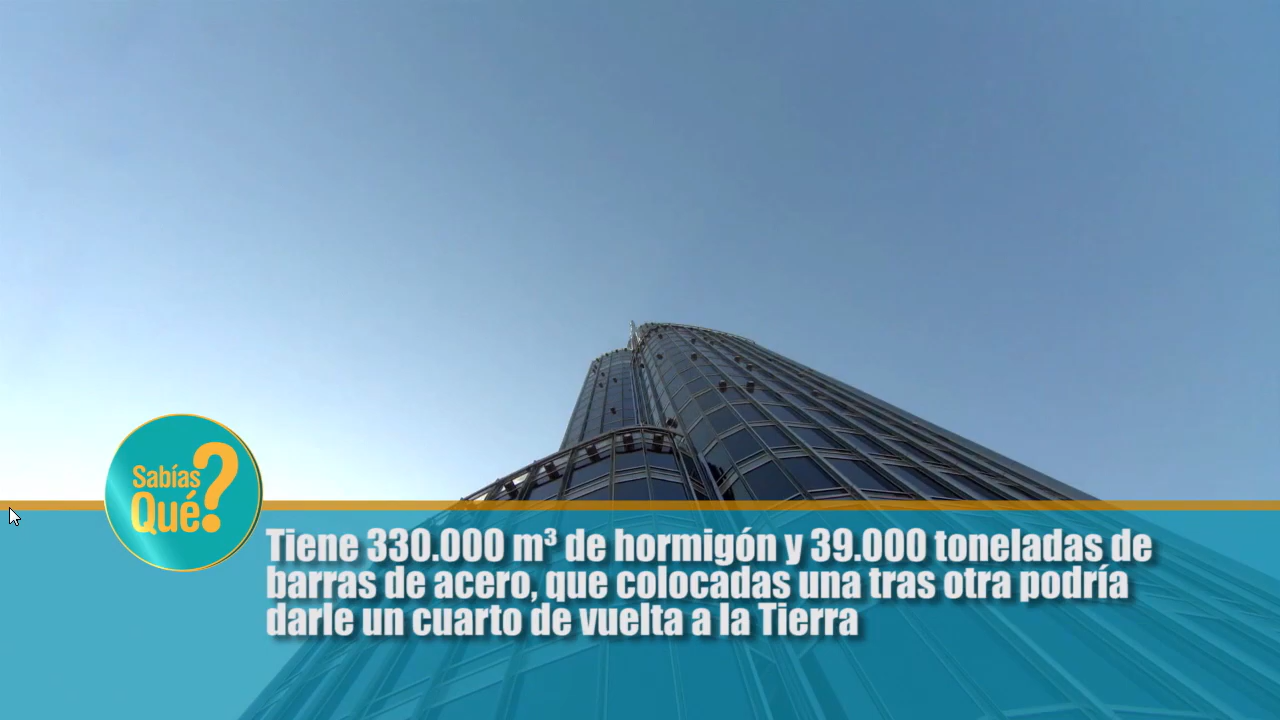 Sabías
Qué?
Tiene 330.000 m³ de hormigón y 39.000 toneladas de
barras de acero, que colocadas una tras otra podría
darle un cuarto de vuelta a la Tierra